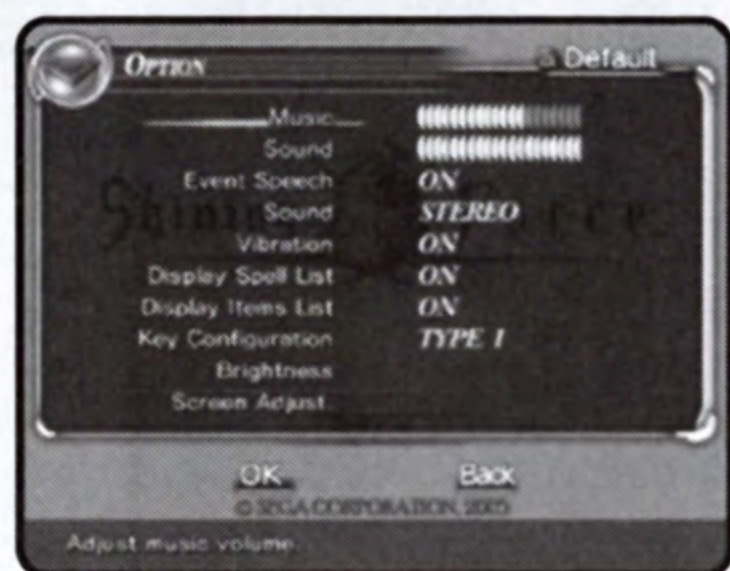 OPTION
Default
Music
Sound
Event Speech ON
Sound STEREO
Vibration ON
Display Spell List ON
Display Items List ON
Key Configuration TYPE 1
Brightness
Screen Adjust
OK Back
© SEGA CORPORATION, 2005
Adjust music volume.